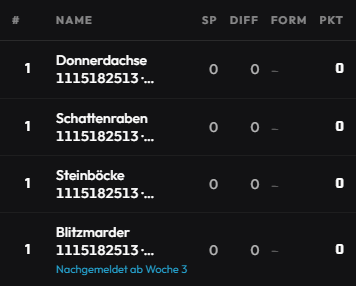 # NAME SP DIFF FORM PKT
1 Donnerdachse 0 0 – 0
1115182513 ·...
1 Schattenraben 0 0 – 0
1115182513 ·...
1 Steinböcke 0 0 – 0
1115182513 ·...
1 Blitzmarder 0 0 – 0
1115182513 ·...
Nachgemeldet ab Woche 3